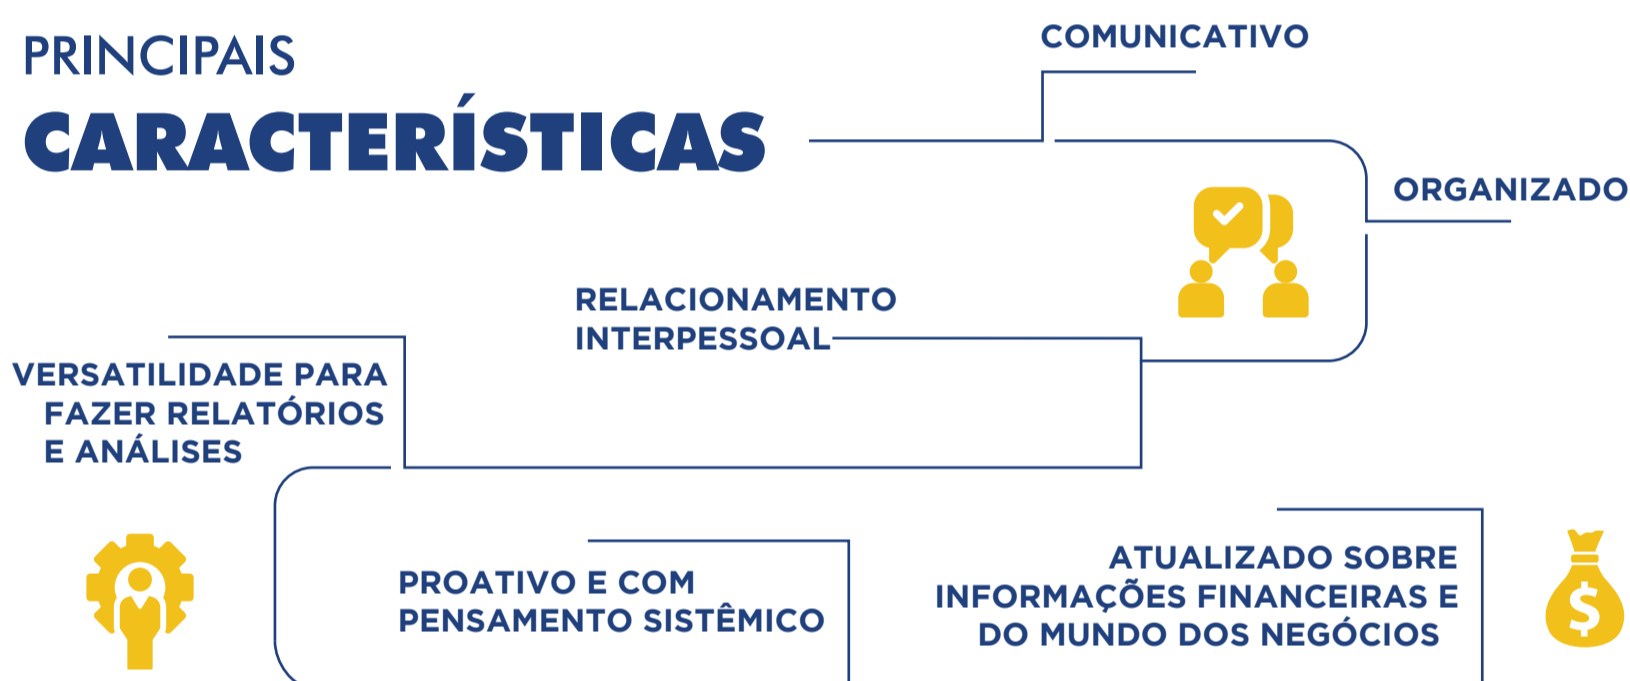 PRINCIPAIS
CARACTERÍSTICAS
COMUNICATIVO
ORGANIZADO
RELACIONAMENTO
INTERPESSOAL
VERSATILIDADE PARA
FAZER RELATÓRIOS
E ANÁLISES
PROATIVO E COM
PENSAMENTO SISTÊMICO
ATUALIZADO SOBRE
INFORMAÇÕES FINANCEIRAS E
DO MUNDO DOS NEGÓCIOS
$